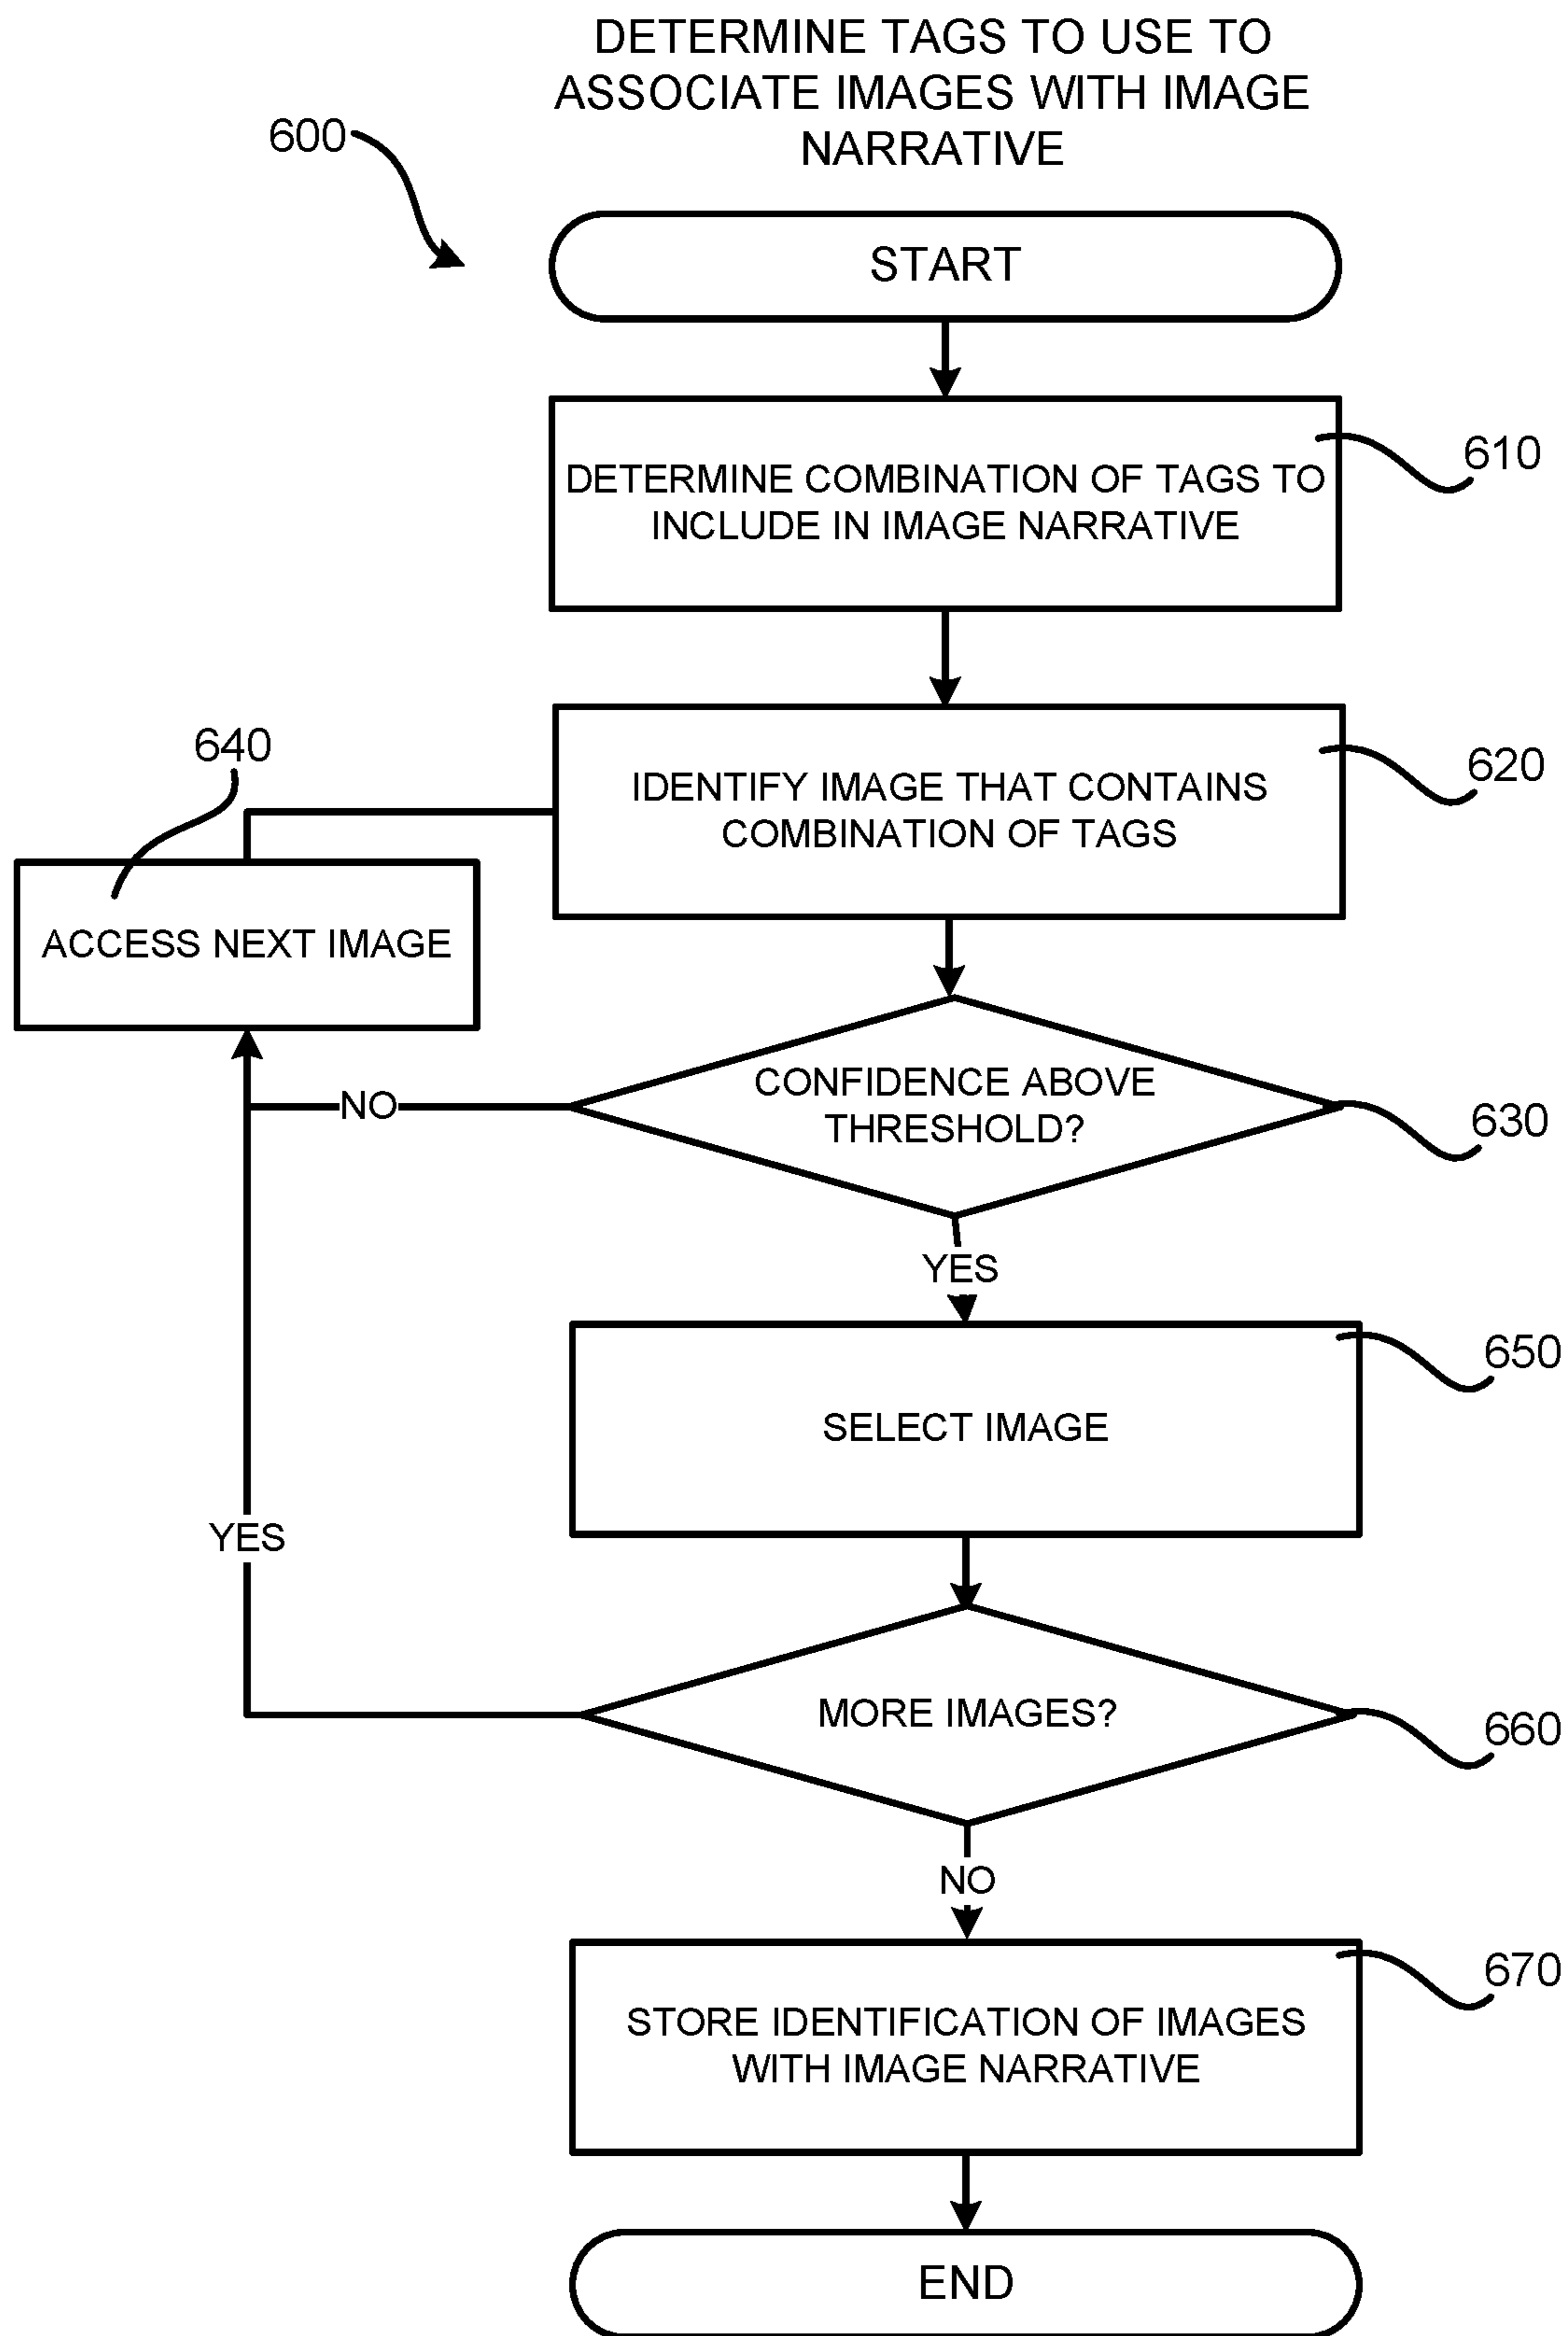 DETERMINE TAGS TO USE TO
ASSOCIATE IMAGES WITH IMAGE
NARRATIVE
600
START
610
DETERMINE COMBINATION OF TAGS TO
INCLUDE IN IMAGE NARRATIVE
640
620
IDENTIFY IMAGE THAT CONTAINS
COMBINATION OF TAGS
ACCESS NEXT IMAGE
CONFIDENCE ABOVE
THRESHOLD?
NO
630
YES
650
SELECT IMAGE
YES
MORE IMAGES?
660
NO
670
STORE IDENTIFICATION OF IMAGES
WITH IMAGE NARRATIVE
END